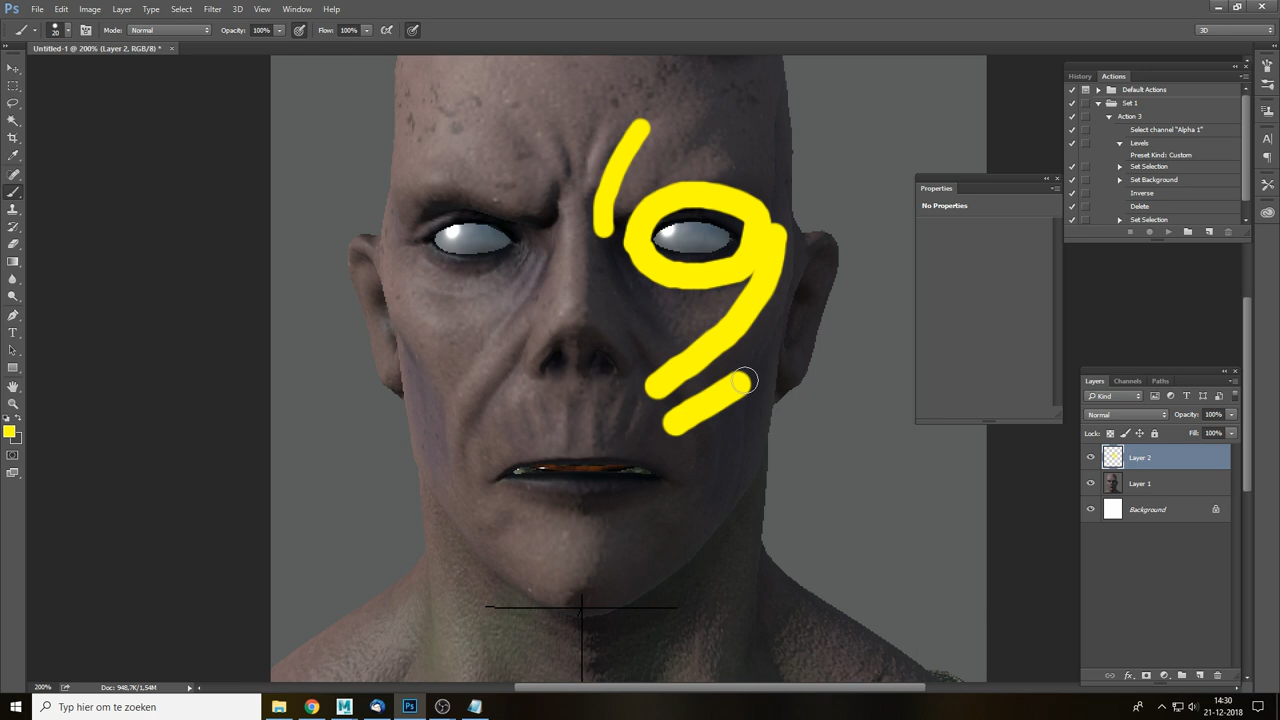 Ps File Edit Image Layer Type Select Filter 3D View Window Help
20 Mode: Normal Opacity: 100% Flow: 100% 3D
Untitled-1 @ 200% (Layer 2, RGB/8) * ×
History Actions
Default Actions
Set 1
Action 3
Select channel "Alpha 1"
Levels
Preset Kind: Custom
Set Selection
Set Background
Inverse
Delete
Set Selection
Properties
No Properties
Layers Channels Paths
Kind
Normal Opacity: 100%
Lock: Fill: 100%
Layer 2
Layer 1
Background
200% Doc: 948,7K/1,54M
Typ hier om te zoeken
Ps
14:30
21-12-2018